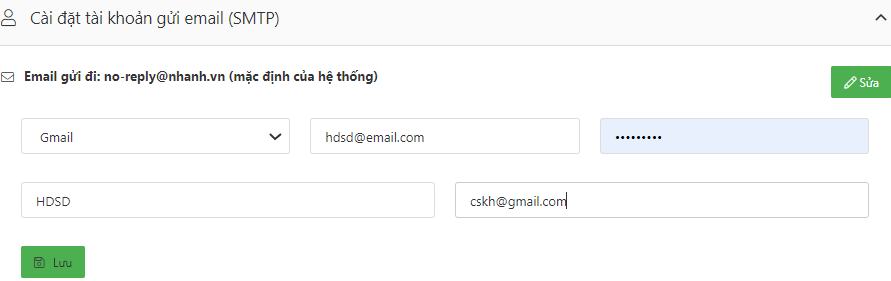 Cài đặt tài khoản gửi email (SMTP)
Email gửi đi: no-reply@nhanh.vn (mặc định của hệ thống)
Sửa
Gmail hdsd@email.com •••••••••
HDSD cskh@gmail.com
Lưu